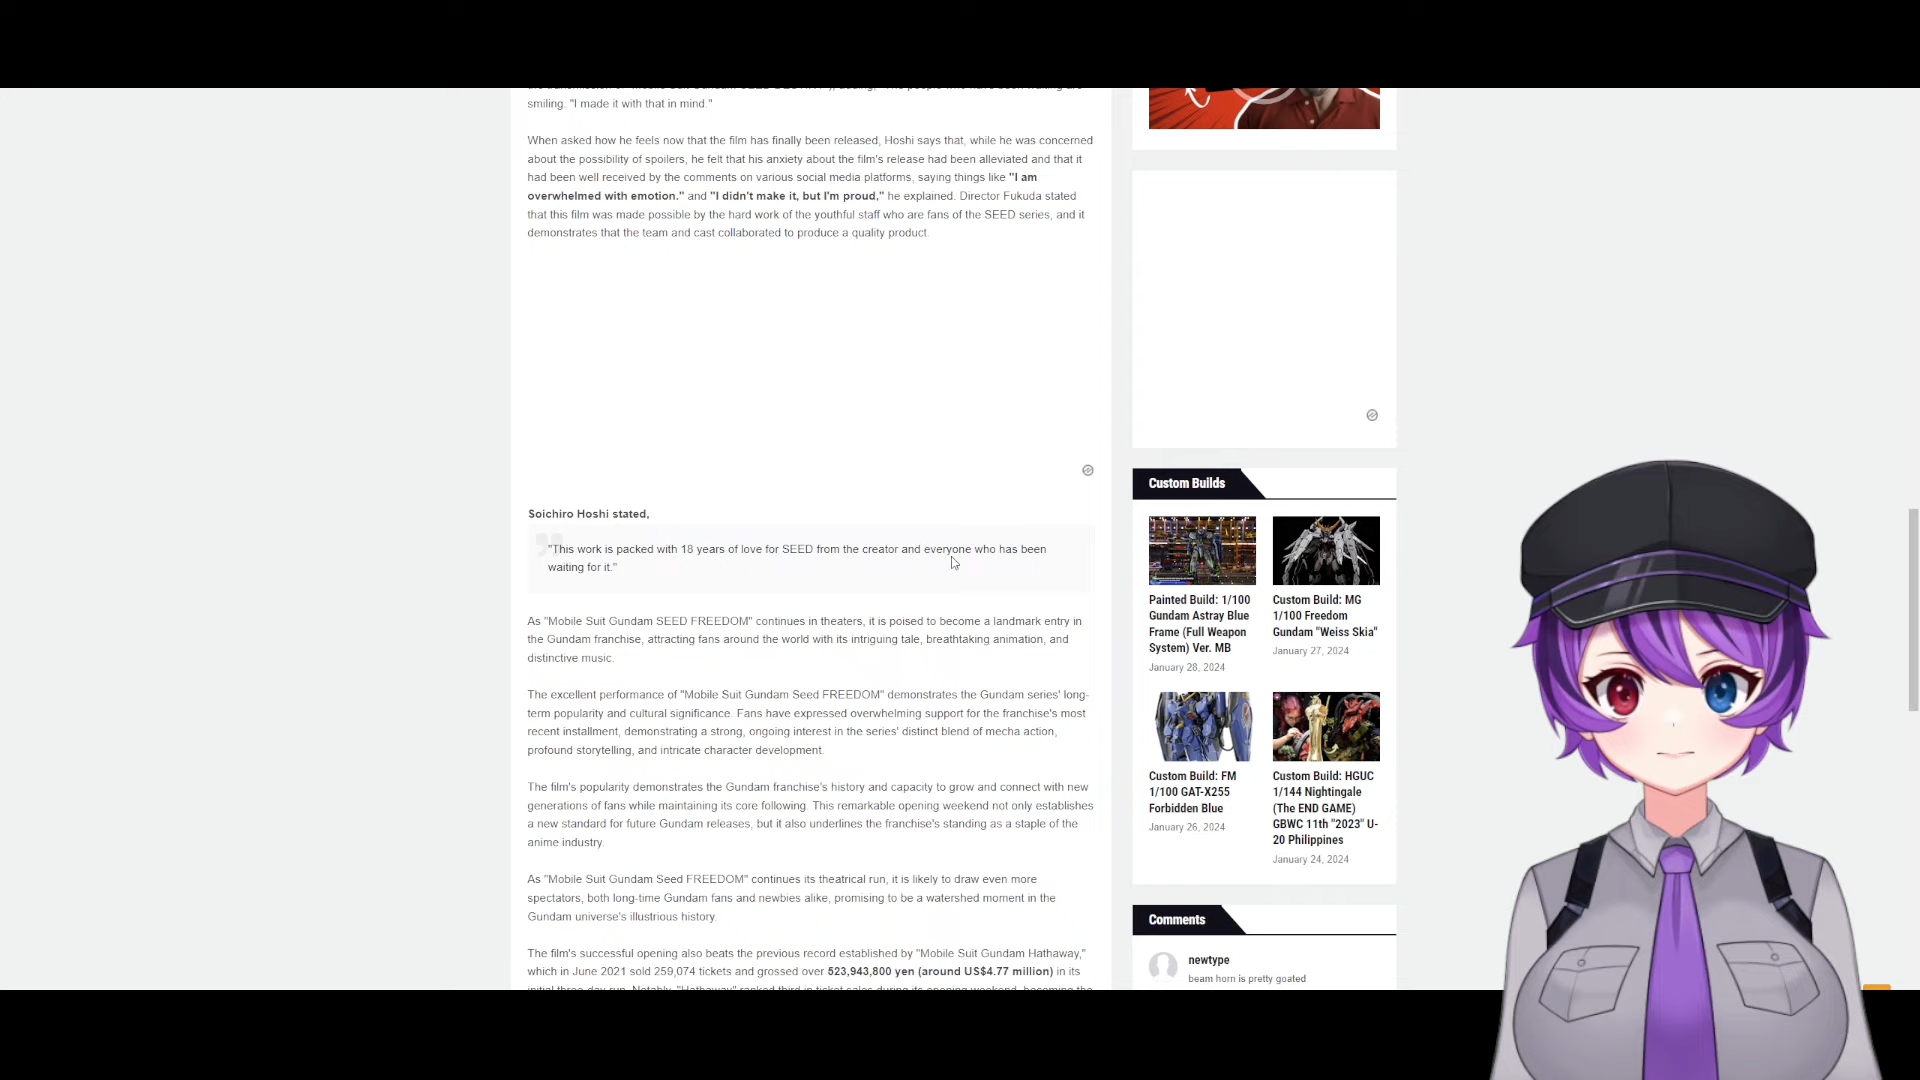 smiling. "I made it with that in mind."
When asked how he feels now that the film has finally been released, Hoshi says that, while he was concerned
about the possibility of spoilers, he felt that his anxiety about the film's release had been alleviated and that it
had been well received by the comments on various social media platforms, saying things like "I am
overwhelmed with emotion." and "I didn't make it, but I'm proud," he explained. Director Fukuda stated
that this film was made possible by the hard work of the youthful staff who are fans of the SEED series, and it
demonstrates that the team and cast collaborated to produce a quality product.
Soichiro Hoshi stated,
"This work is packed with 18 years of love for SEED from the creator and everyone who has been
waiting for it."
As "Mobile Suit Gundam SEED FREEDOM" continues in theaters, it is poised to become a landmark entry in
the Gundam franchise, attracting fans around the world with its intriguing tale, breathtaking animation, and
distinctive music.
The excellent performance of "Mobile Suit Gundam Seed FREEDOM" demonstrates the Gundam series' long-
term popularity and cultural significance. Fans have expressed overwhelming support for the franchise's most
recent installment, demonstrating a strong, ongoing interest in the series' distinct blend of mecha action,
profound storytelling, and intricate character development.
The film's popularity demonstrates the Gundam franchise's history and capacity to grow and connect with new
generations of fans while maintaining its core following. This remarkable opening weekend not only establishes
a new standard for future Gundam releases, but it also underlines the franchise's standing as a staple of the
anime industry.
As "Mobile Suit Gundam Seed FREEDOM" continues its theatrical run, it is likely to draw even more
spectators, both long-time Gundam fans and newbies alike, promising to be a watershed moment in the
Gundam universe's illustrious history.
The film's successful opening also beats the previous record established by "Mobile Suit Gundam Hathaway,"
which in June 2021 sold 259,074 tickets and grossed over 523,943,800 yen (around US$4.77 million) in its
initial three-day run. Notably, "Hathaway" ranked third in ticket sales during its opening weekend, becoming the
Custom Builds
Painted Build: 1/100
Gundam Astray Blue
Frame (Full Weapon
System) Ver. MB
January 28, 2024
Custom Build: MG
1/100 Freedom
Gundam "Weiss Skia"
January 27, 2024
Custom Build: FM
1/100 GAT-X255
Forbidden Blue
January 26, 2024
Custom Build: HGUC
1/144 Nightingale
(The END GAME)
GBWC 11th "2023" U-
20 Philippines
January 24, 2024
Comments
newtype
beam horn is pretty goated